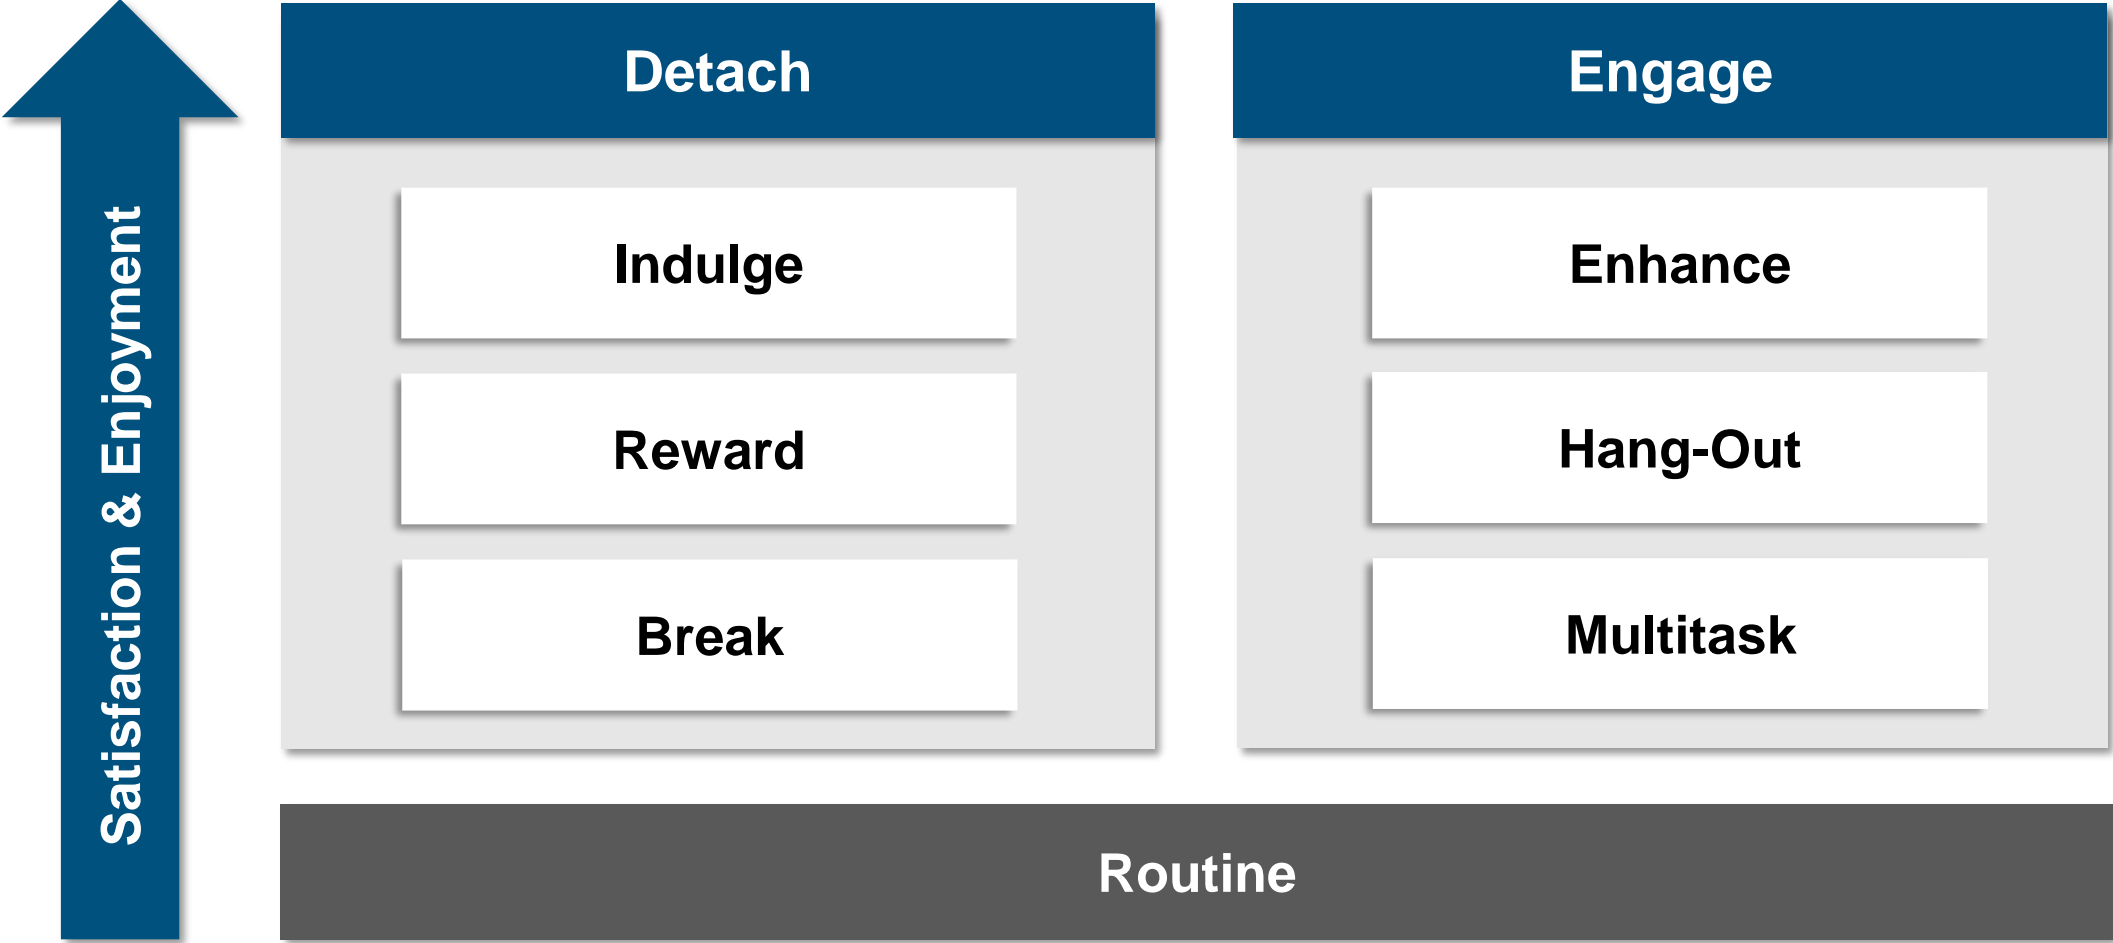 Satisfaction & Enjoyment
Detach
Indulge
Reward
Break
Engage
Enhance
Hang-Out
Multitask
Routine